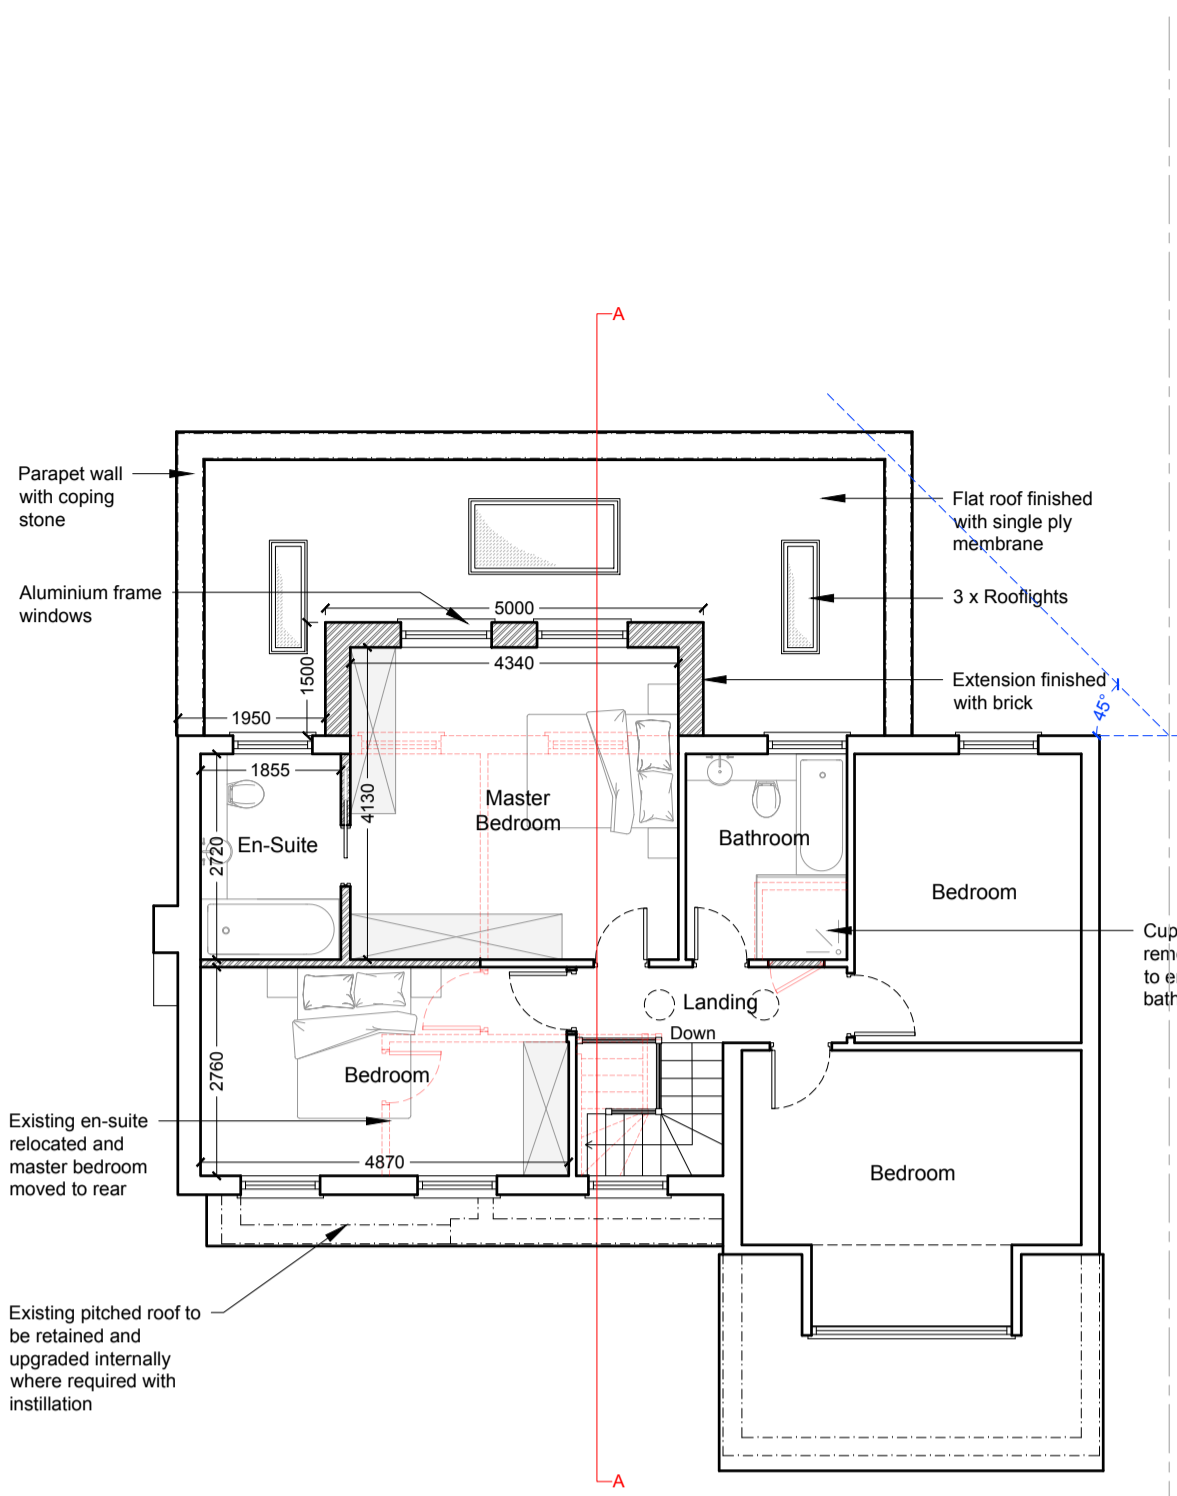 A
Parapet wall
with coping
stone
Flat roof finished
with single ply
membrane
Aluminium frame
windows
3 x Rooflights
5000
4340
1500
Extension finished
with brick
45°
1950
1855
4130
2720
Master
Bedroom
En-Suite
Bathroom
Bedroom
Cup
rem
to e
bath
Landing
Down
2760
Bedroom
Existing en-suite
relocated and
master bedroom
moved to rear
4870
Bedroom
Existing pitched roof to
be retained and
upgraded internally
where required with
instillation
A